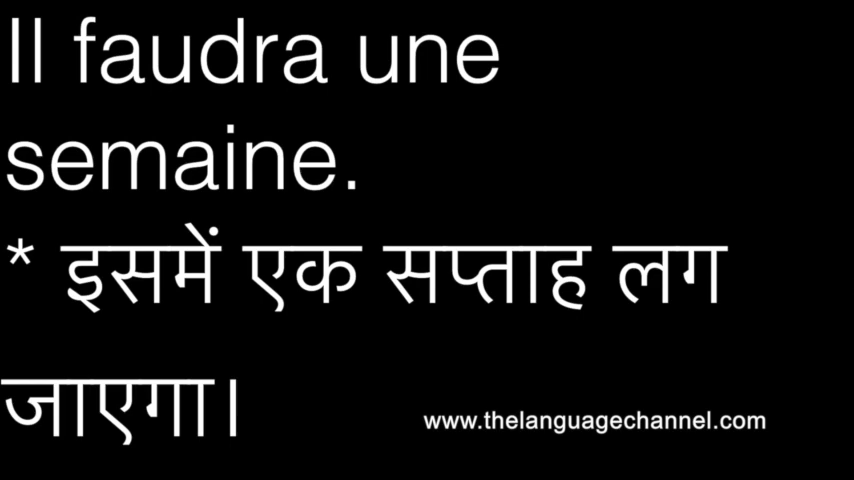 Il faudra une
semaine.
* इसमें एक सप्ताह लग
जाएगा।
www.thelanguagechannel.com